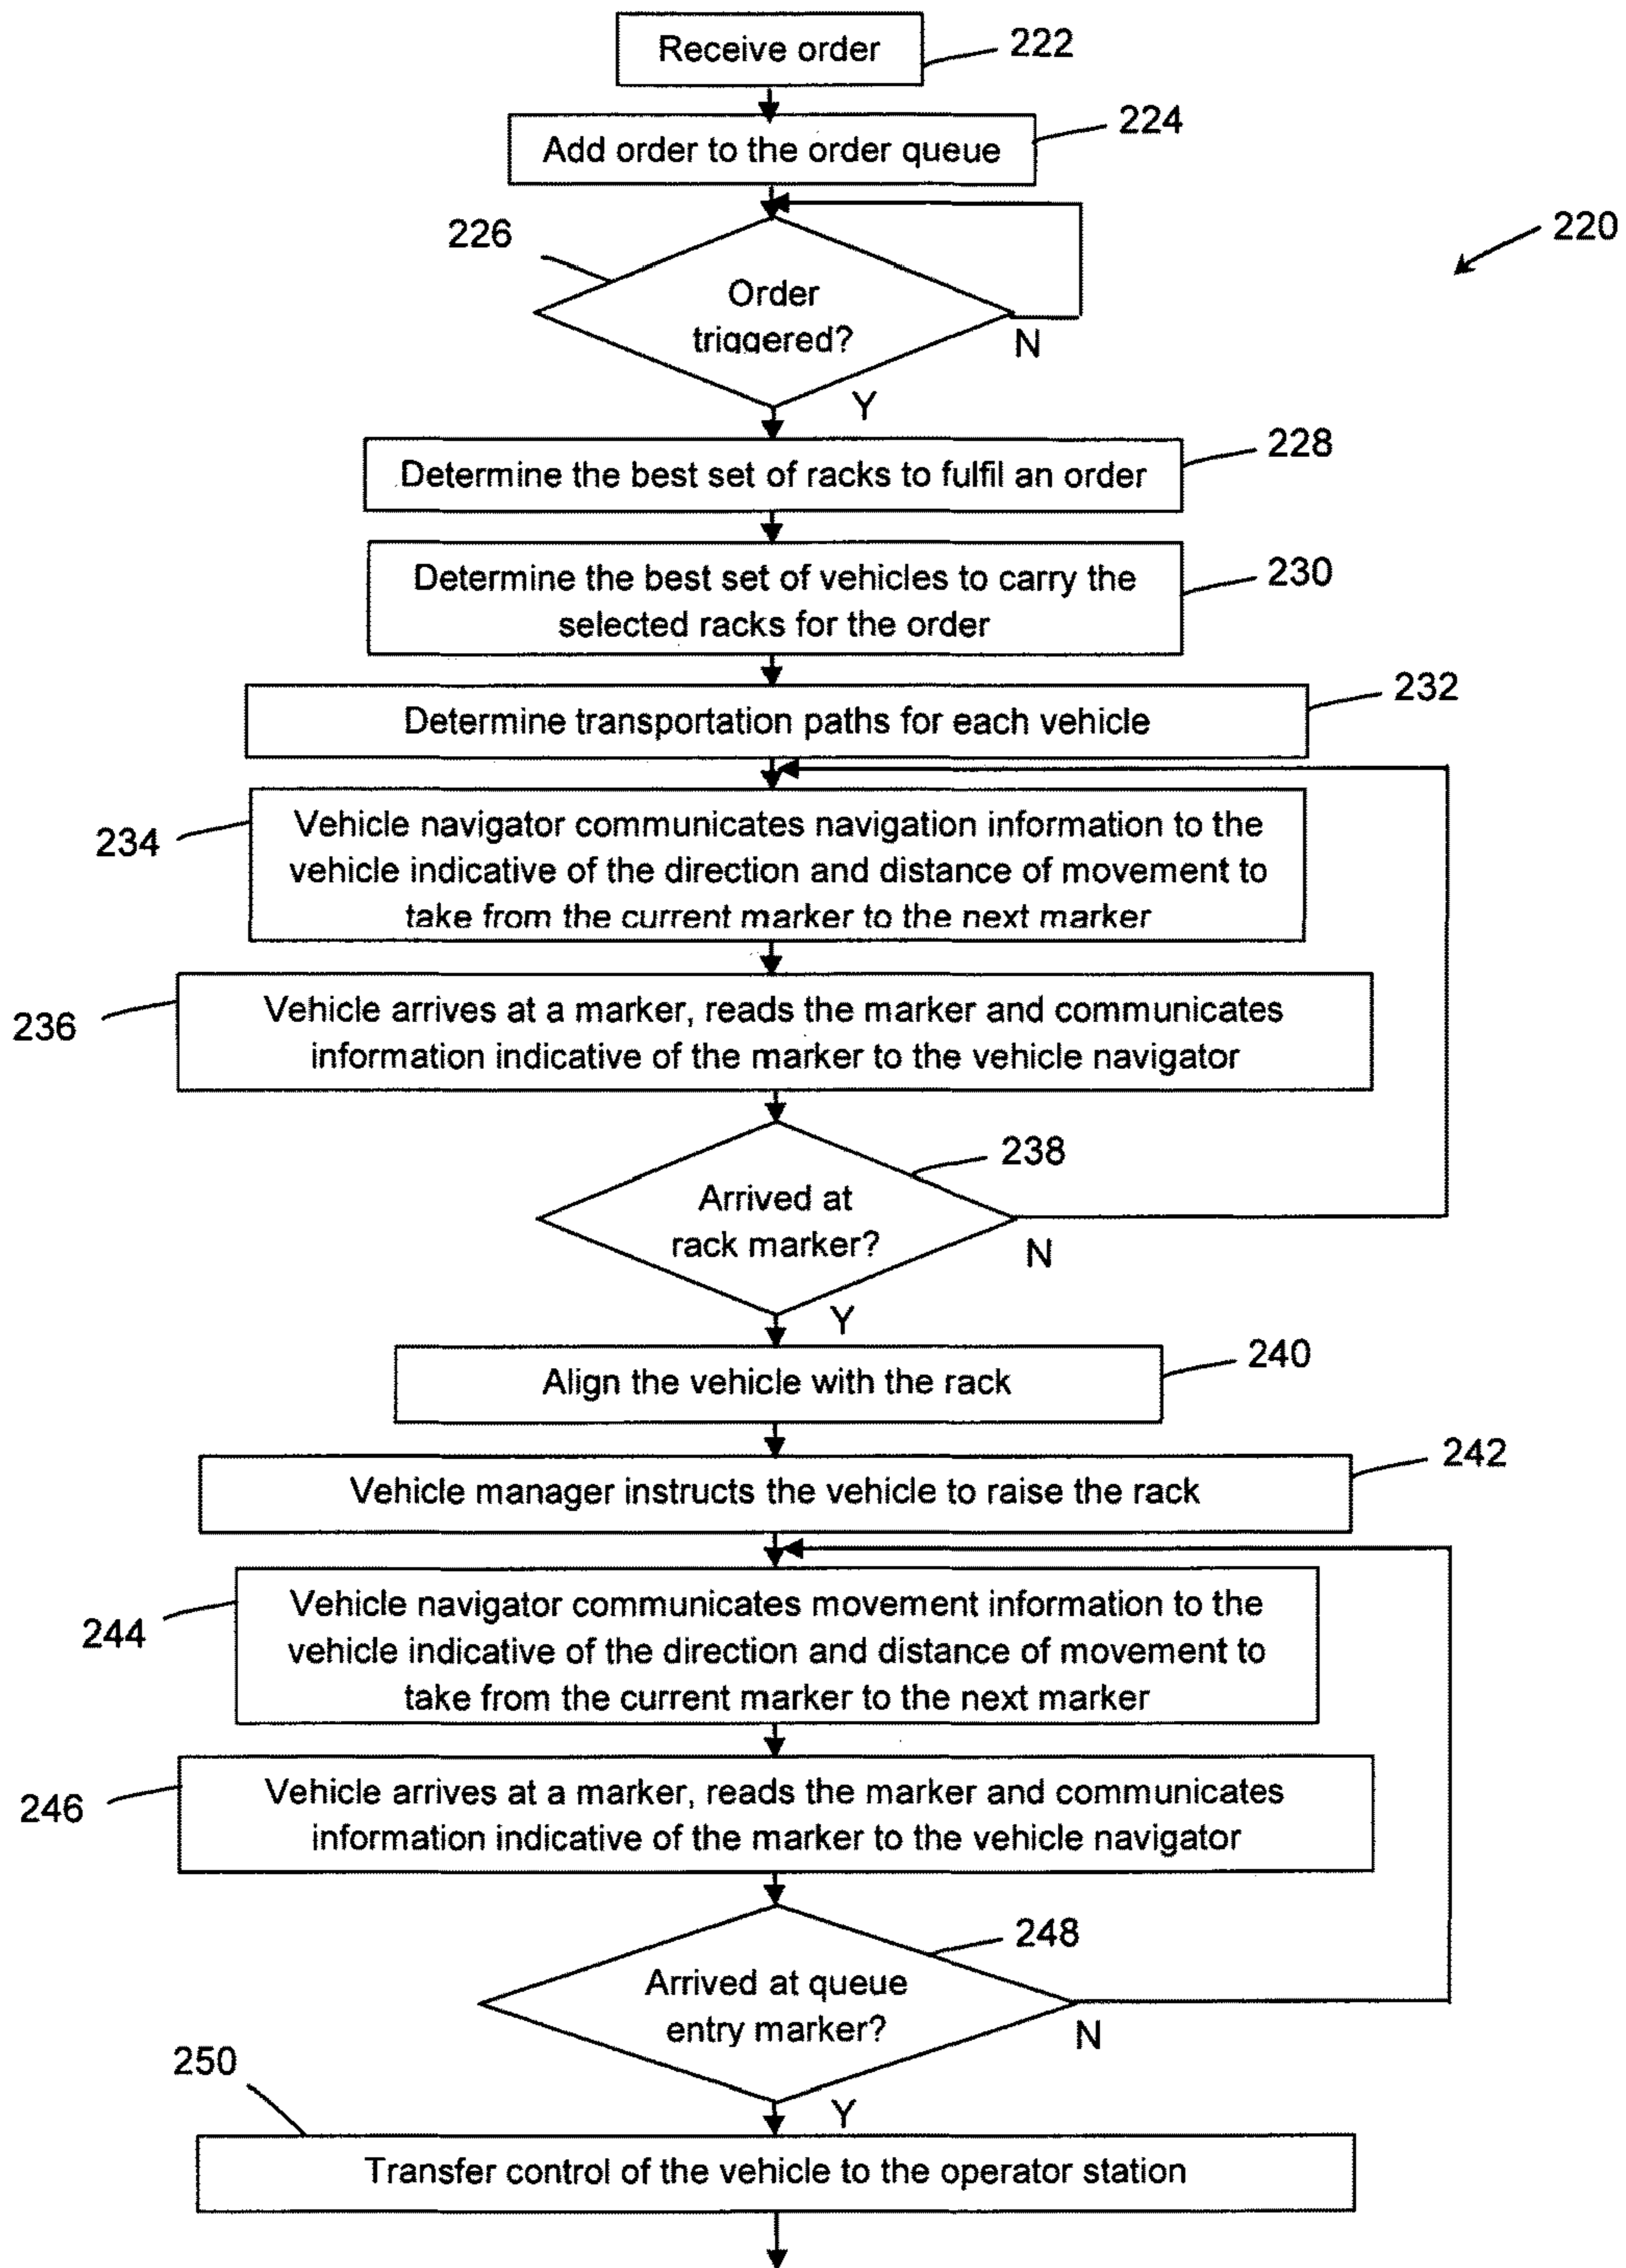 Receive order
222
Add order to the order queue
224
226
220
Order
triggered?
N
Y
Determine the best set of racks to fulfil an order
228
Determine the best set of vehicles to carry the
selected racks for the order
230
Determine transportation paths for each vehicle
232
234
Vehicle navigator communicates navigation information to the
vehicle indicative of the direction and distance of movement to
take from the current marker to the next marker
236
Vehicle arrives at a marker, reads the marker and communicates
information indicative of the marker to the vehicle navigator
238
Arrived at
rack marker?
N
Y
Align the vehicle with the rack
240
Vehicle manager instructs the vehicle to raise the rack
242
244
Vehicle navigator communicates movement information to the
vehicle indicative of the direction and distance of movement to
take from the current marker to the next marker
246
Vehicle arrives at a marker, reads the marker and communicates
information indicative of the marker to the vehicle navigator
248
Arrived at queue
entry marker?
N
Y
250
Transfer control of the vehicle to the operator station